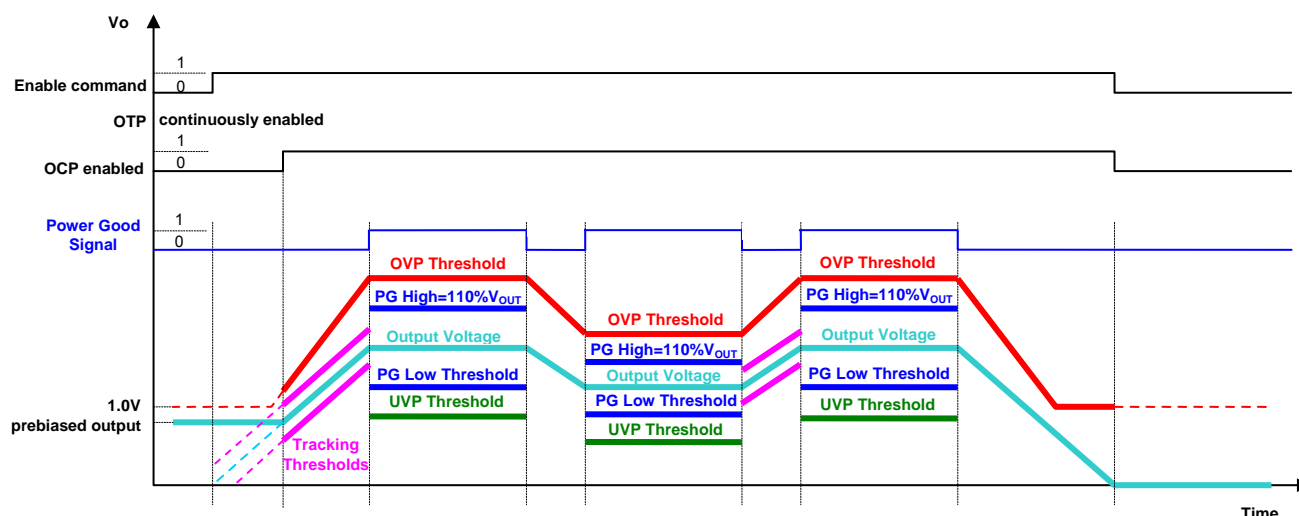 Vo
1
Enable command
0
OTP continuously enabled
1
OCP enabled
0
Power Good
Signal
1
0
OVP Threshold
OVP Threshold
PG High=110%VOUT
PG High=110%VOUT
OVP Threshold
Output Voltage
Output Voltage
PG High=110%VOUT
PG Low Threshold
Output Voltage
PG Low Threshold
UVP Threshold
PG Low Threshold
UVP Threshold
UVP Threshold
1.0V
prebiased output
Tracking
Thresholds
Time